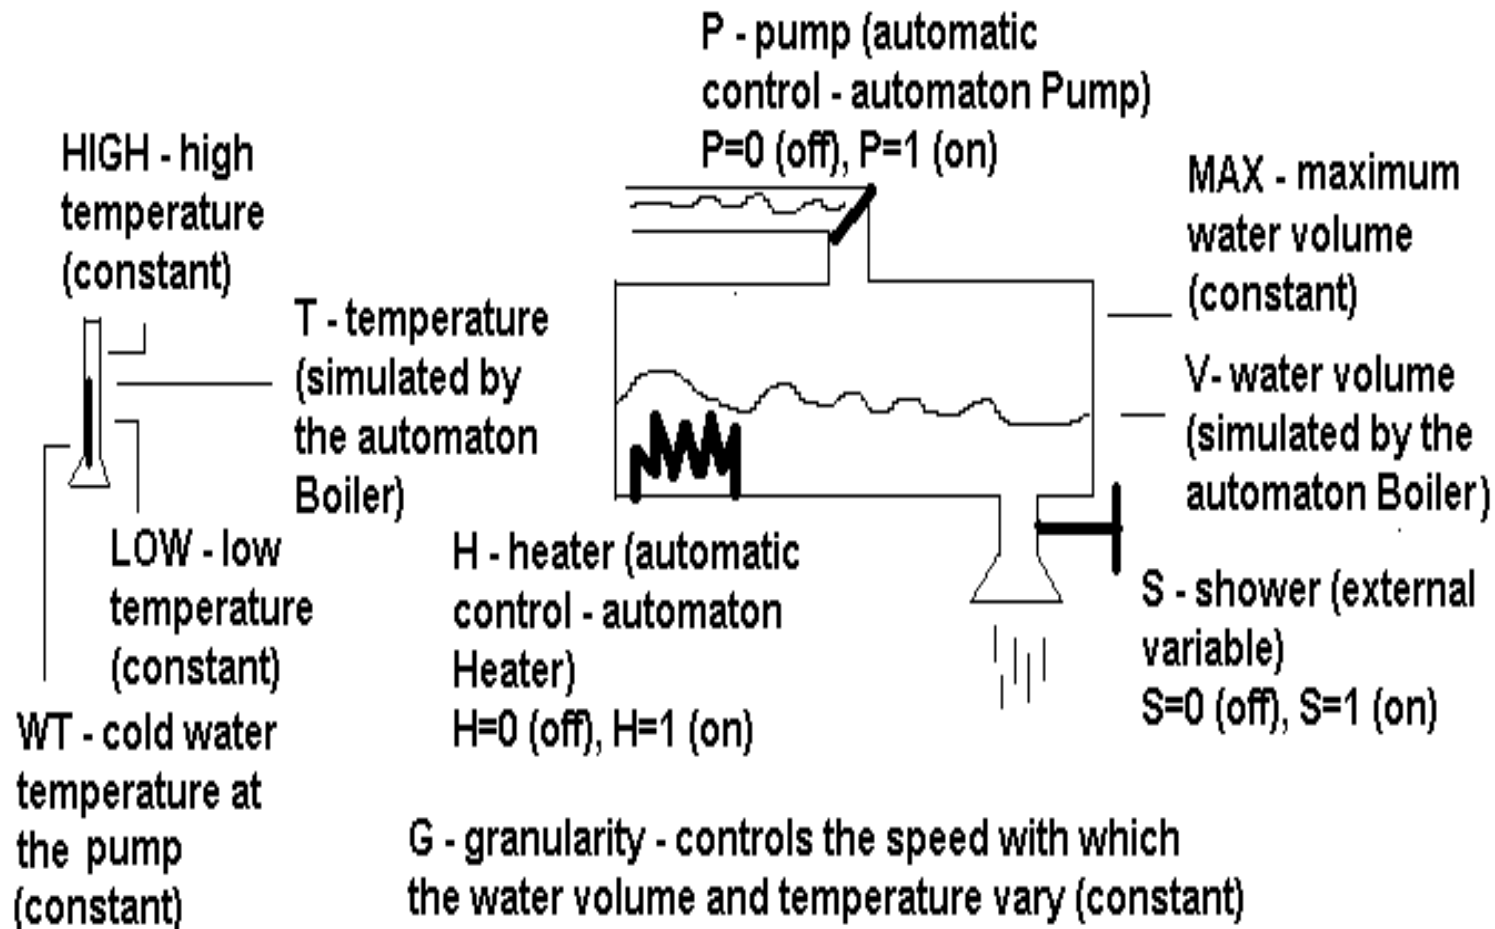 P - pump (automatic
control - automaton Pump)
P=0 (off), P=1 (on)
HIGH - high
temperature
(constant)
MAX - maximum
water volume
(constant)
T - temperature
(simulated by
the automaton
Boiler)
V- water volume
(simulated by the
automaton Boiler)
LOW - low
temperature
(constant)
H - heater (automatic
control - automaton
Heater)
H=0 (off), H=1 (on)
S - shower (external
variable)
S=0 (off), S=1 (on)
WT - cold water
temperature at
the pump
(constant)
G - granularity - controls the speed with which
the water volume and temperature vary (constant)